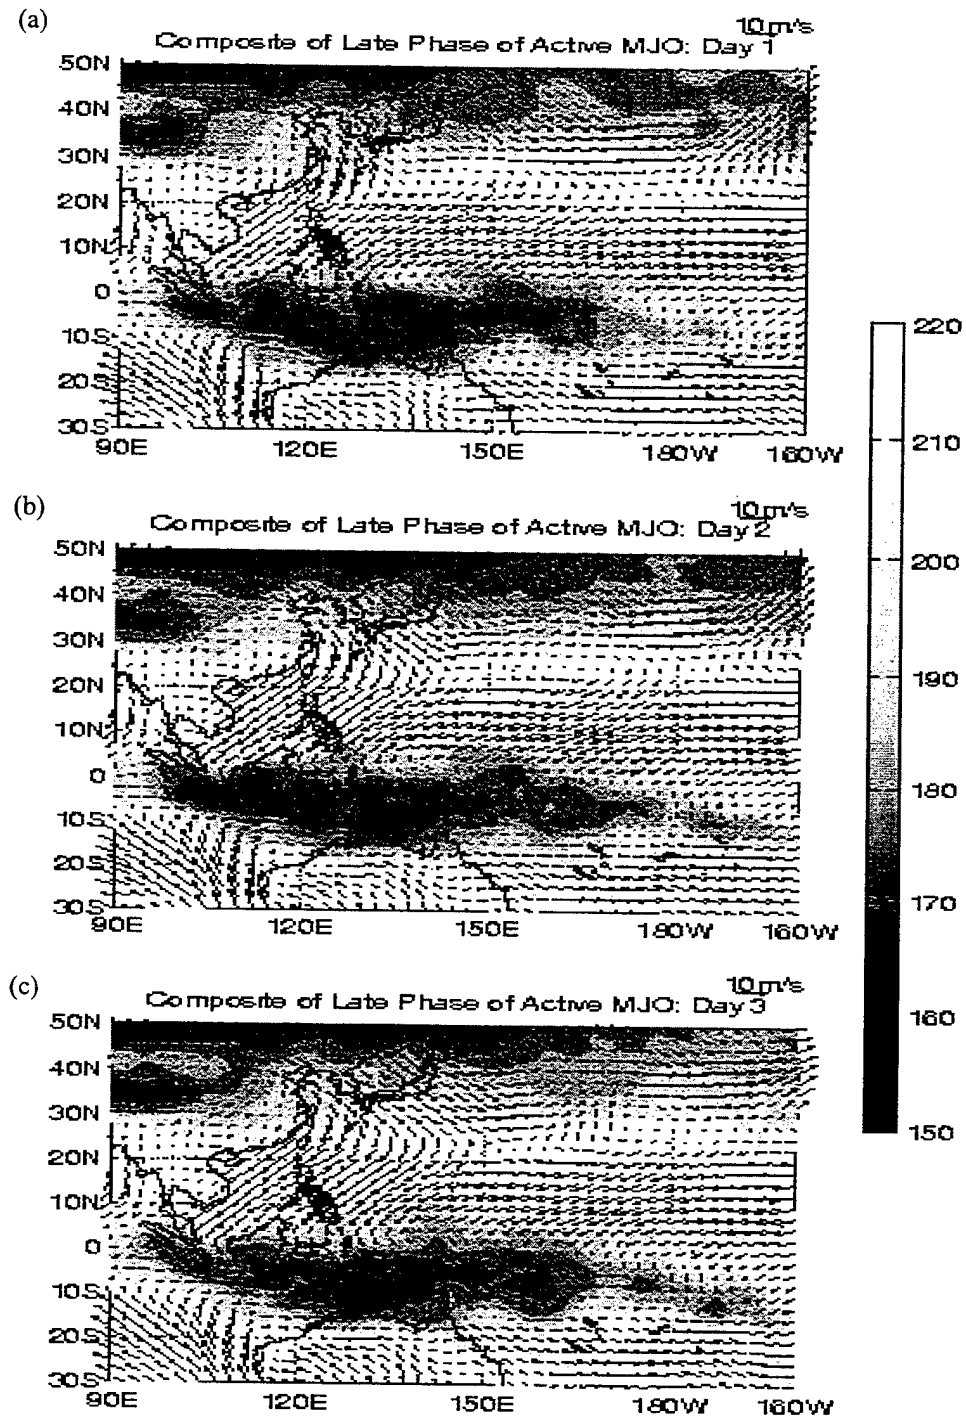 (a)
10 m/s
Composite of Late Phase of Active MJO: Day 1
50N
40N
30N
20N
10N
0
10S
20S
30S
90E 120E 150E 180W 160W
(b)
10 m/s
Composite of Late Phase of Active MJO: Day 2
50N
40N
30N
20N
10N
0
10S
20S
30S
90E 120E 150E 180W 160W
(c)
10 m/s
Composite of Late Phase of Active MJO: Day 3
50N
40N
30N
20N
10N
0
10S
20S
30S
90E 120E 150E 180W 160W
220
210
200
190
180
170
160
150